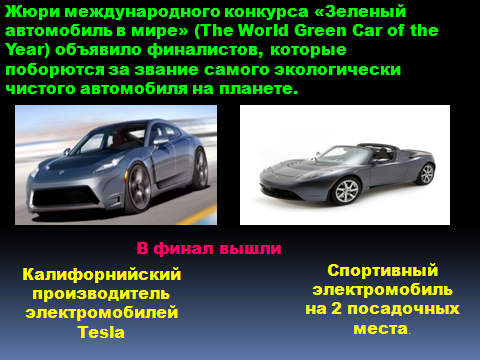 Жюри международного конкурса «Зеленый
автомобиль в мире» (The World Green Car of the
Year) объявило финалистов, которые
поборются за звание самого экологически
чистого автомобиля на планете.
В финал вышли
Калифорнийский
производитель
электромобилей
Tesla
Спортивный
электромобиль
на 2 посадочных
места.